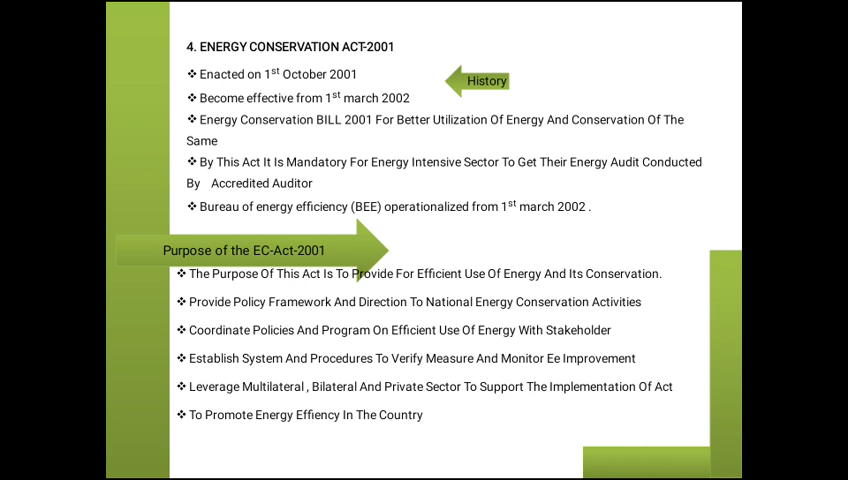 4. ENERGY CONSERVATION ACT-2001
❖ Enacted on 1st October 2001
History
❖ Become effective from 1st march 2002
❖ Energy Conservation BILL 2001 For Better Utilization Of Energy And Conservation Of The
Same
❖ By This Act It Is Mandatory For Energy Intensive Sector To Get Their Energy Audit Conducted
By Accredited Auditor
❖ Bureau of energy efficiency (BEE) operationalized from 1st march 2002 .
Purpose of the EC-Act-2001
❖ The Purpose Of This Act Is To Provide For Efficient Use Of Energy And Its Conservation.
❖ Provide Policy Framework And Direction To National Energy Conservation Activities
❖ Coordinate Policies And Program On Efficient Use Of Energy With Stakeholder
❖ Establish System And Procedures To Verify Measure And Monitor Ee Improvement
❖ Leverage Multilateral , Bilateral And Private Sector To Support The Implementation Of Act
❖ To Promote Energy Effiency In The Country